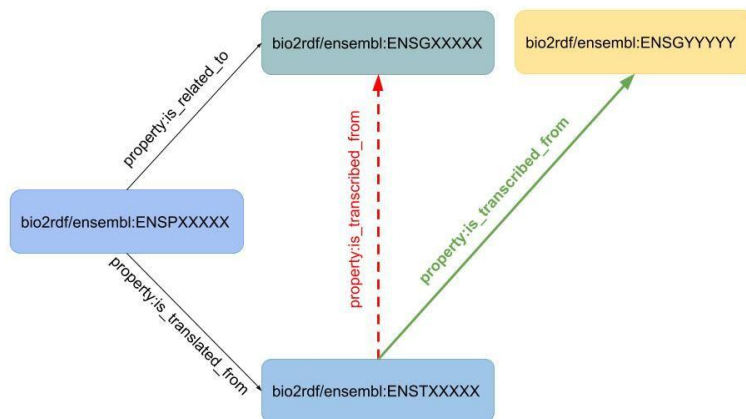 bio2rdf/ensembl:ENSGXXXXX
bio2rdf/ensembl:ENSGYYYYY
property:is_related_to
property:is_transcribed_from
property:is_transcribed_from
bio2rdf/ensembl:ENSPXXXXX
property:is_translated_from
bio2rdf/ensembl:ENSTXXXXX